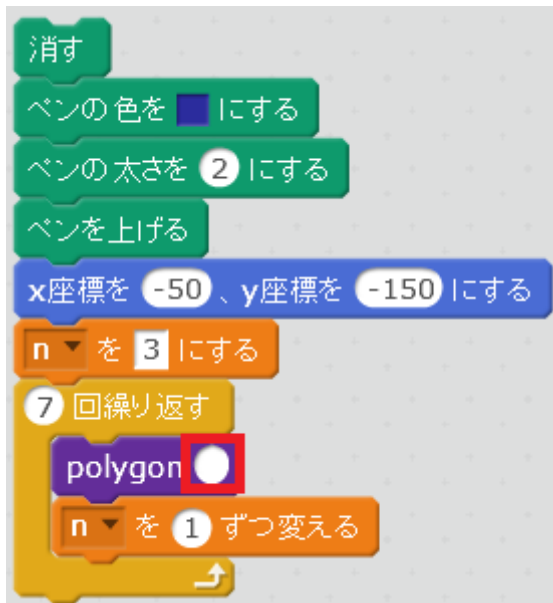 消す
ペンの色を にする
ペンの太さを 2 にする
ペンを上げる
x座標を -50 、y座標を -150 にする
n を 3 にする
7 回繰り返す
polygon
n を 1 ずつ変える